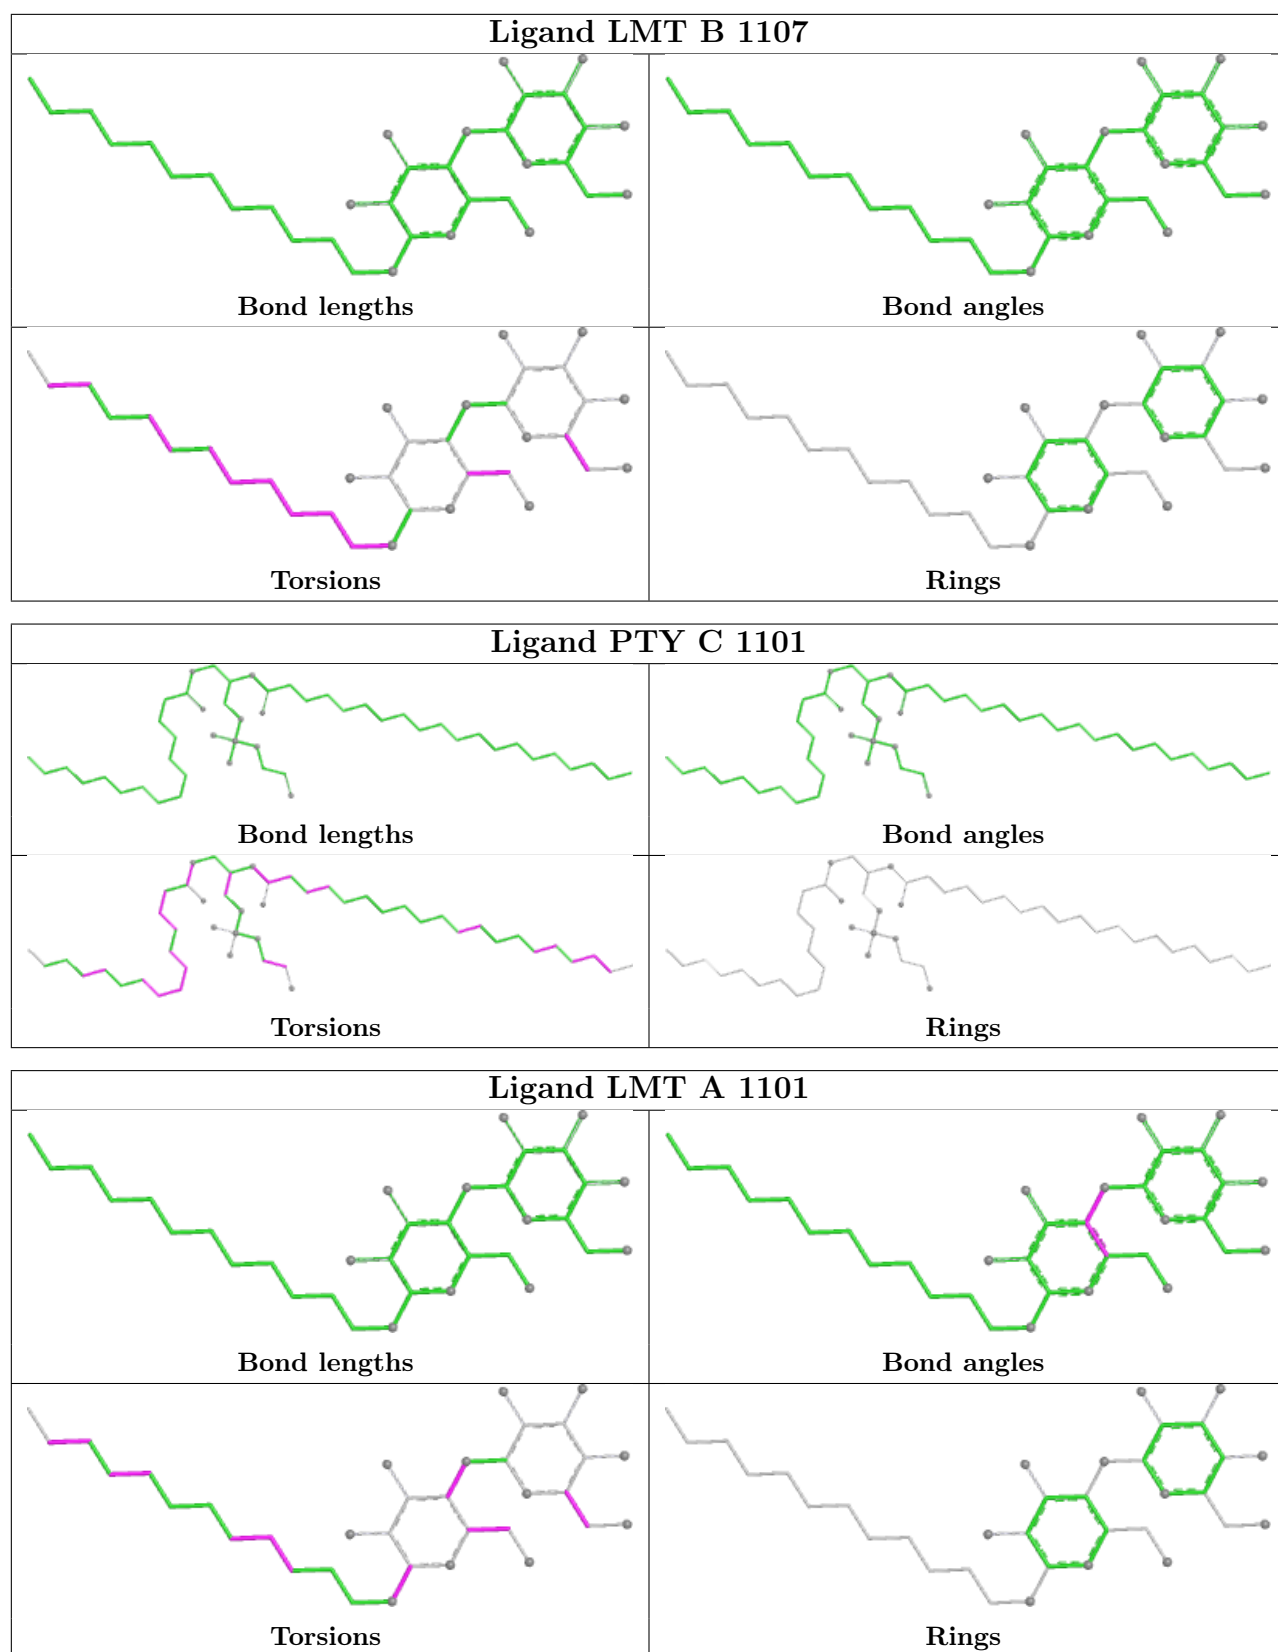 Ligand LMT B 1107
Bond lengths
Bond angles
Torsions
Rings
Ligand PTY C 1101
Bond lengths
Bond angles
Torsions
Rings
Ligand LMT A 1101
Bond lengths
Bond angles
Torsions
Rings